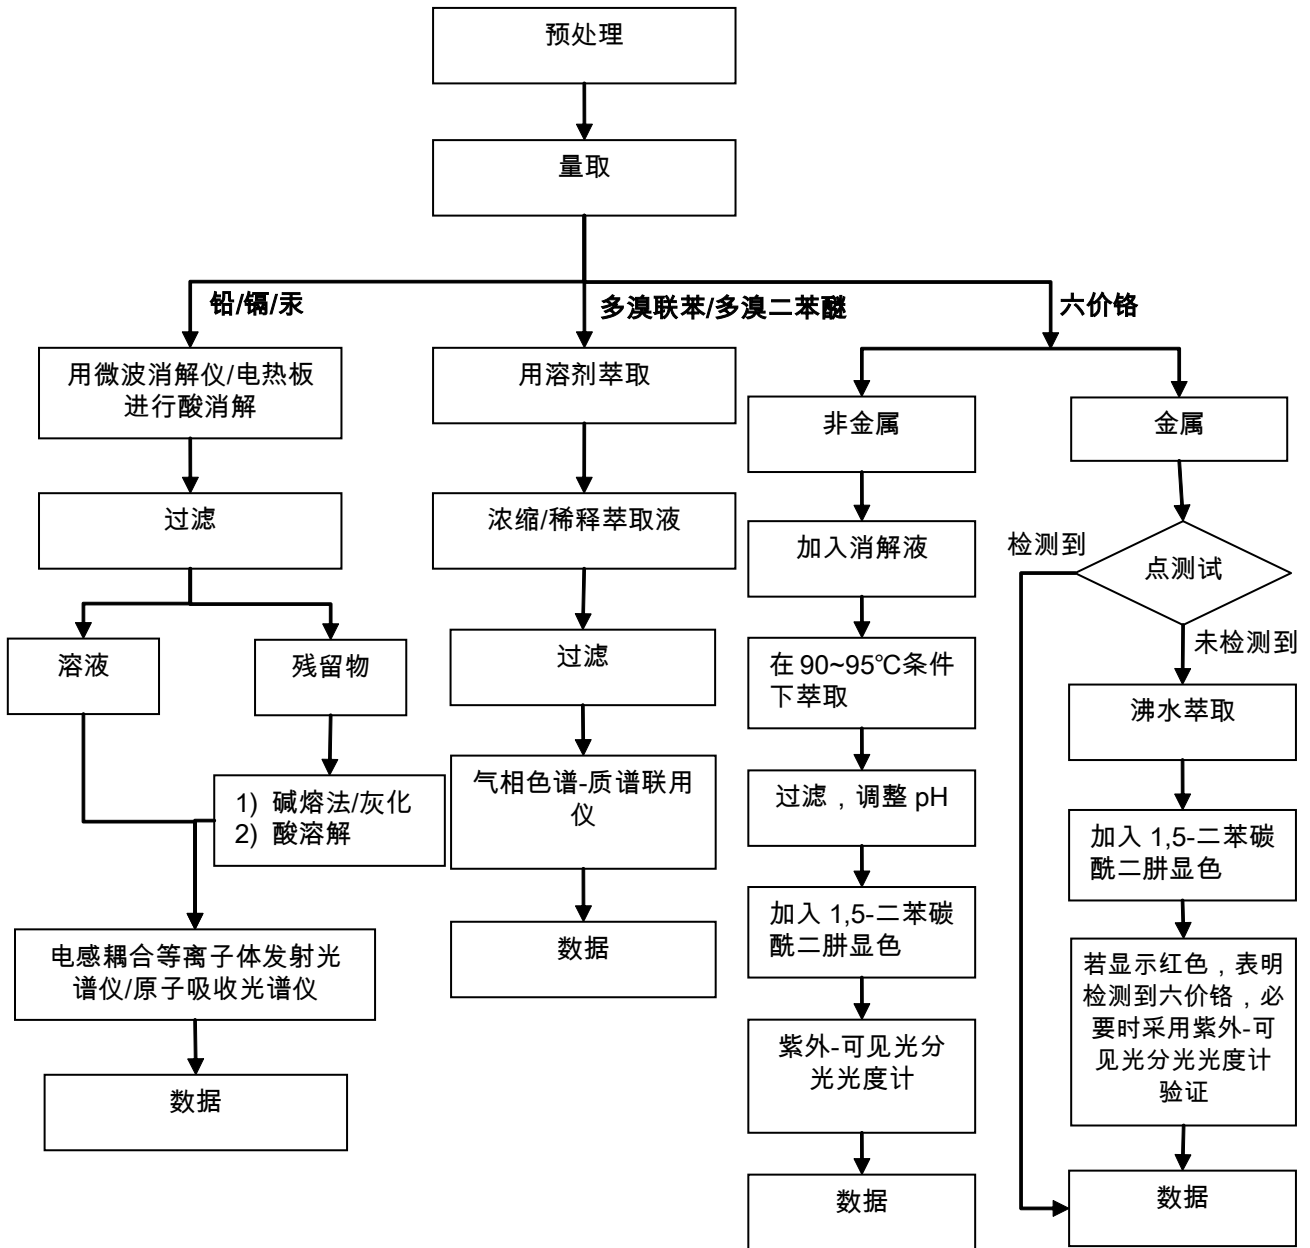 预处理
量取
铅/镉/汞
多溴联苯/多溴二苯醚
六价铬
用微波消解仪/电热板
进行酸消解
过滤
溶液
残留物
1) 碱熔法/灰化
2) 酸溶解
电感耦合等离子体发射光
谱仪/原子吸收光谱仪
数据
用溶剂萃取
浓缩/稀释萃取液
过滤
气相色谱-质谱联用
仪
数据
非金属
加入消解液
在 90~95℃条件
下萃取
过滤，调整 pH
加入 1,5-二苯碳
酰二肼显色
紫外-可见光分
光光度计
数据
金属
点测试
检测到
未检测到
沸水萃取
加入 1,5-二苯碳
酰二肼显色
若显示红色，表明
检测到六价铬，必
要时采用紫外-可
见光分光光度计
验证
数据